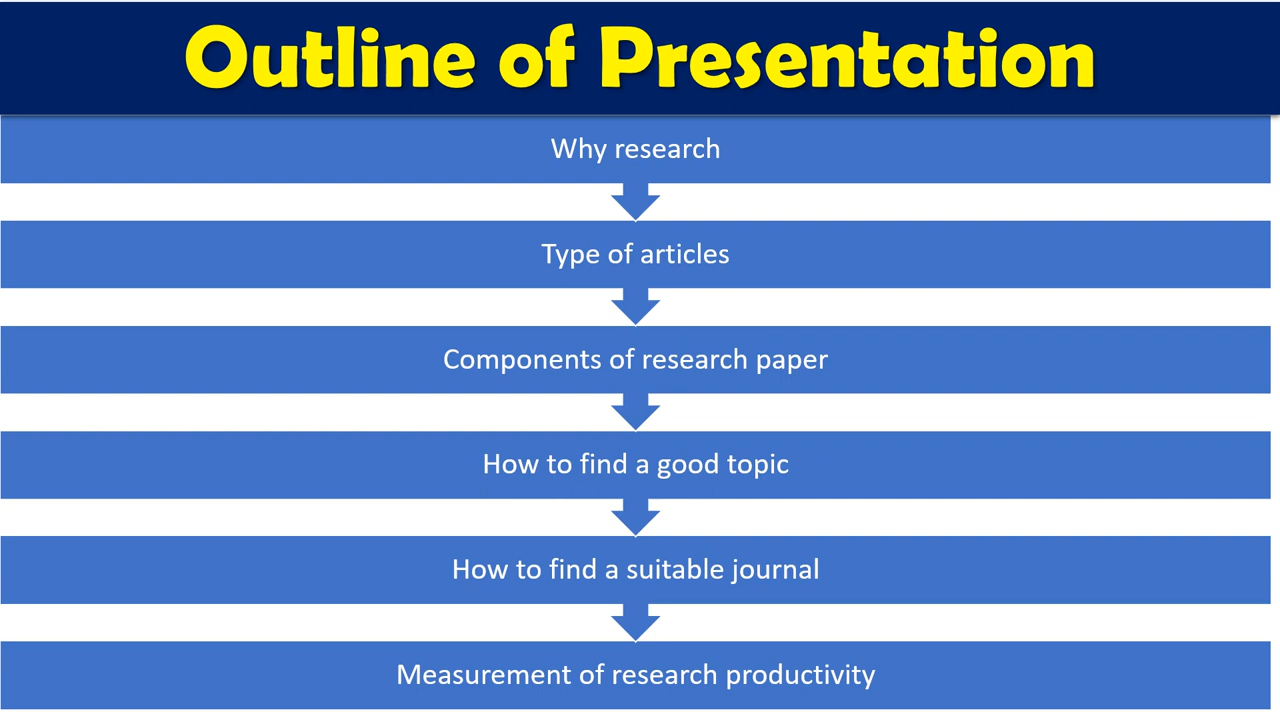 Outline of Presentation
Why research
Type of articles
Components of research paper
How to find a good topic
How to find a suitable journal
Measurement of research productivity